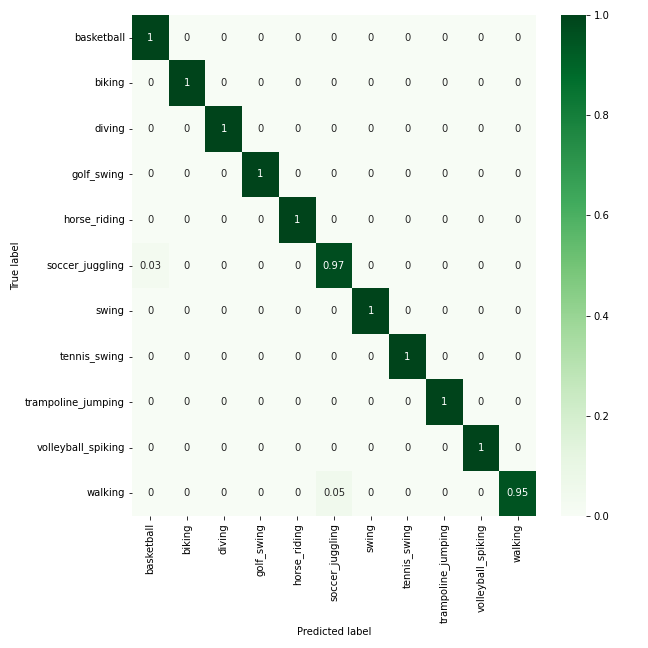 basketball 1 0 0 0 0 0 0 0 0 0 0
biking 0 1 0 0 0 0 0 0 0 0 0
diving 0 0 1 0 0 0 0 0 0 0 0
golf_swing 0 0 0 1 0 0 0 0 0 0 0
horse_riding 0 0 0 0 1 0 0 0 0 0 0
soccer_juggling 0.03 0 0 0 0 0.97 0 0 0 0 0
swing 0 0 0 0 0 0 1 0 0 0 0
tennis_swing 0 0 0 0 0 0 0 1 0 0 0
trampoline_jumping 0 0 0 0 0 0 0 0 1 0 0
volleyball_spiking 0 0 0 0 0 0 0 0 0 1 0
walking 0 0 0 0 0 0.05 0 0 0 0 0.95
True label
basketball
biking
diving
golf_swing
horse_riding
soccer_juggling
swing
tennis_swing
trampoline_jumping
volleyball_spiking
walking
Predicted label
1.0
0.8
0.6
0.4
0.2
0.0